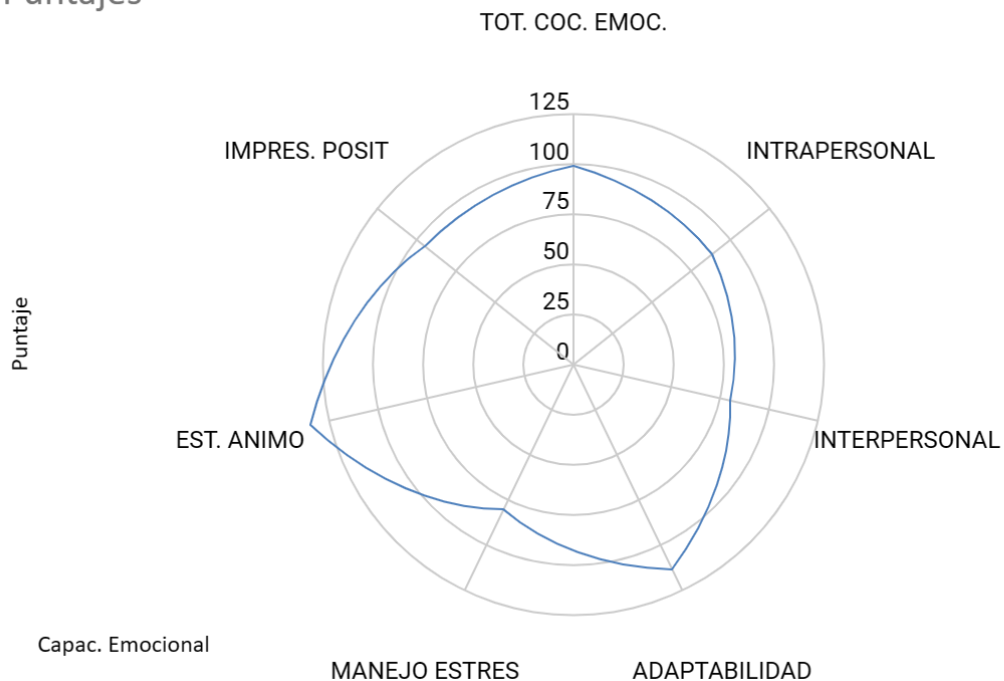 Puntajes
TOT. COC. EMOC.
125
IMPRES. POSIT
100
INTRAPERSONAL
75
50
25
0
Puntaje
EST. ANIMO
INTERPERSONAL
Capac. Emocional
MANEJO ESTRES
ADAPTABILIDAD